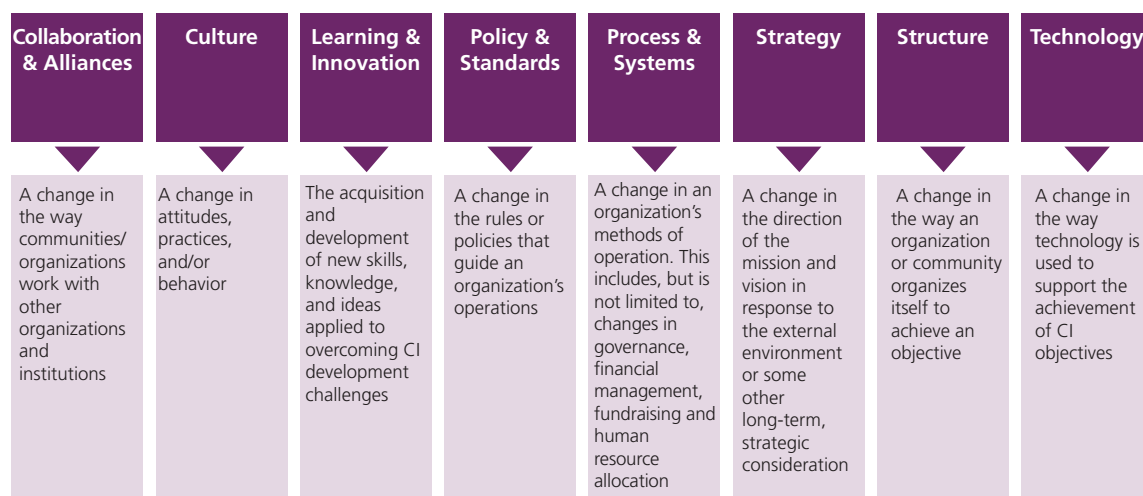 Collaboration
& Alliances
Culture
Learning &
Innovation
Policy &
Standards
Process &
Systems
Strategy
Structure
Technology
A change in
the way
communities/
organizations
work with
other
organizations
and
institutions
A change in
attitudes,
practices,
and/or
behavior
The acquisition
and
development
of new skills,
knowledge,
and ideas
applied to
overcoming CI
development
challenges
A change in
the rules or
policies that
guide an
organization’s
operations
A change in an
organization’s
methods of
operation. This
includes, but is
not limited to,
changes in
governance,
financial
management,
fundraising and
human
resource
allocation
A change in
the direction
of the
mission and
vision in
response to
the external
environment
or some
other
long-term,
strategic
consideration
A change in
the way an
organization
or community
organizes
itself to
achieve an
objective
A change in
the way
technology is
used to
support the
achievement
of CI
objectives